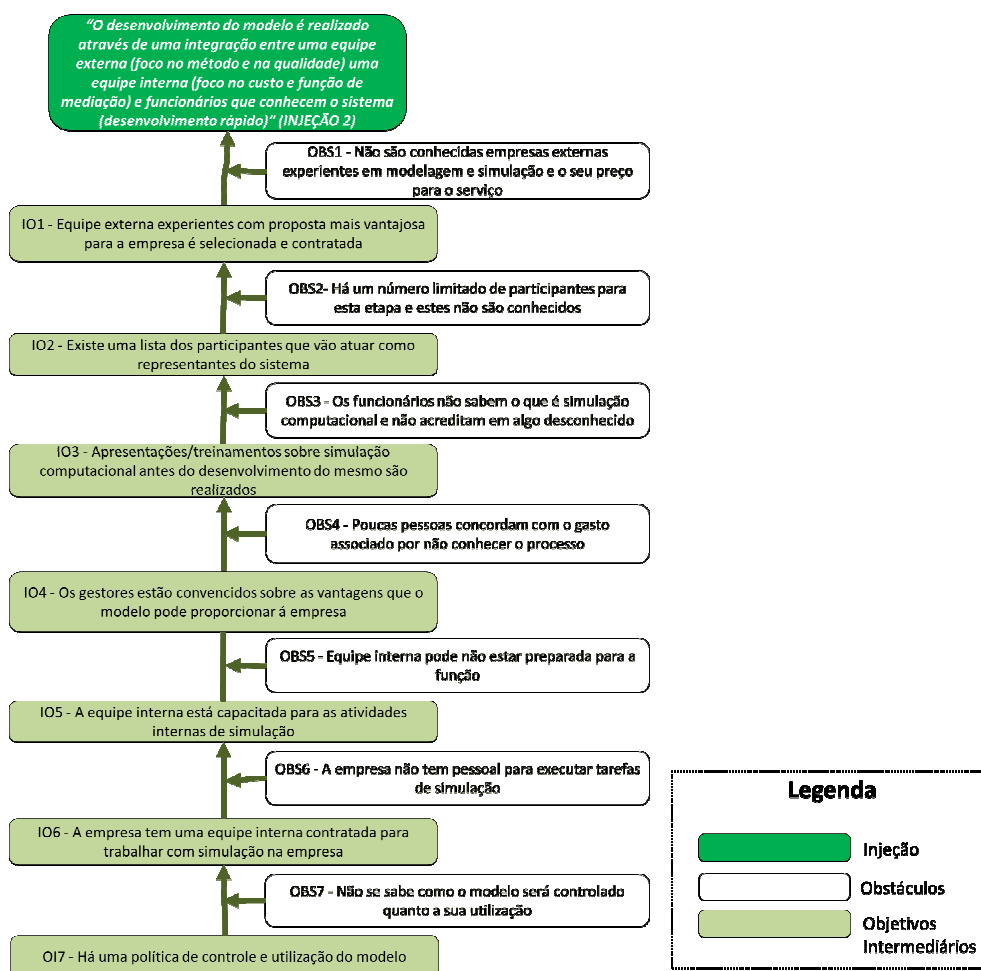 "O desenvolvimento do modelo é realizado
através de uma integração entre uma equipe
externa (foco no método e na qualidade) uma
equipe interna (foco no custo e função de
mediação) e funcionários que conhecem o sistema
(desenvolvimento rápido)" (INJEÇÃO 2)
OBS1 - Não são conhecidas empresas externas
experientes em modelagem e simulação e o seu preço
para o serviço
IO1 - Equipe externa experientes com proposta mais vantajosa
para a empresa é selecionada e contratada
OBS2- Há um número limitado de participantes para
esta etapa e estes não são conhecidos
IO2 - Existe uma lista dos participantes que vão atuar como
representantes do sistema
OBS3 - Os funcionários não sabem o que é simulação
computacional e não acreditam em algo desconhecido
IO3 - Apresentações/treinamentos sobre simulação
computacional antes do desenvolvimento do mesmo são
realizados
OBS4 - Poucas pessoas concordam com o gasto
associado por não conhecer o processo
IO4 - Os gestores estão convencidos sobre as vantagens que o
modelo pode proporcionar á empresa
OBS5 - Equipe interna pode não estar preparada para a
função
IO5 - A equipe interna está capacitada para as atividades
internas de simulação
OBS6 - A empresa não tem pessoal para executar tarefas
de simulação
IO6 - A empresa tem uma equipe interna contratada para
trabalhar com simulação na empresa
OBS7 - Não se sabe como o modelo será controlado
quanto a sua utilização
OI7 - Há uma política de controle e utilização do modelo
Legenda
Injeção
Obstáculos
Objetivos
Intermediários